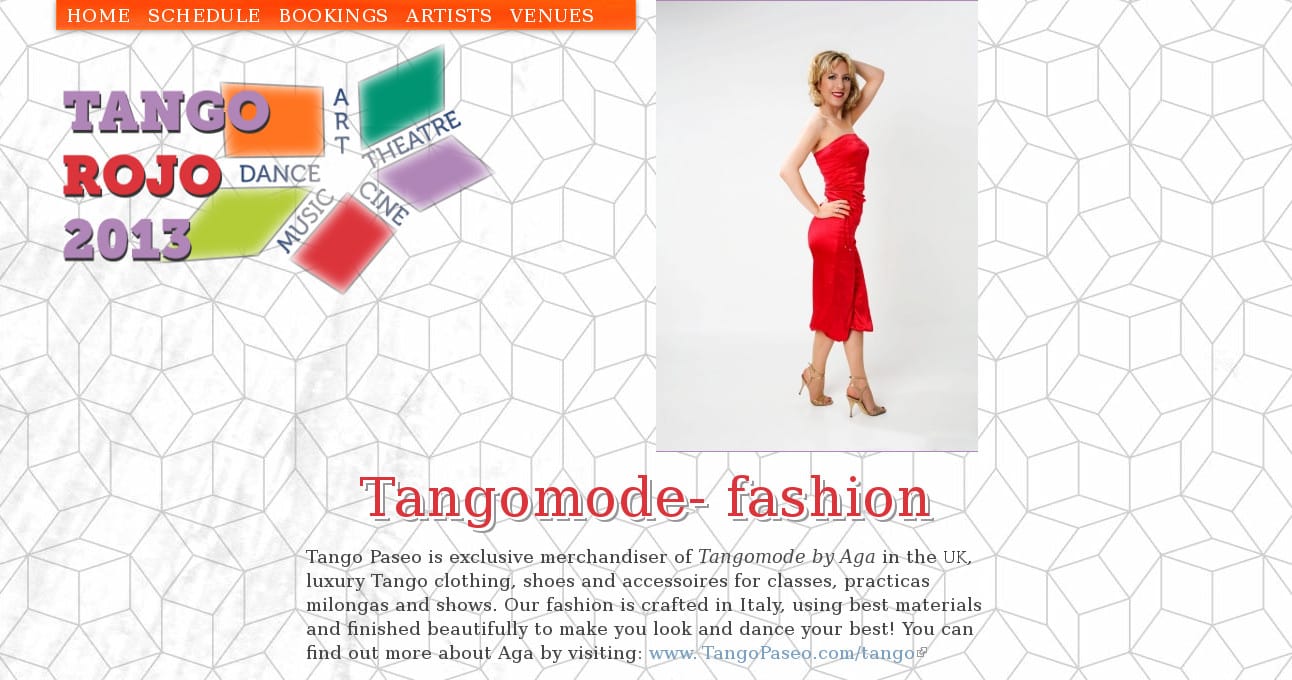 HOME SCHEDULE BOOKINGS ARTISTS VENUES
TANGO
ROJO
2013
DANCE
ART
THEATRE
MUSIC
CINE
Tangomode- fashion
Tango Paseo is exclusive merchandiser of Tangomode by Aga in the UK,
luxury Tango clothing, shoes and accessoires for classes, practicas
milongas and shows. Our fashion is crafted in Italy, using best materials
and finished beautifully to make you look and dance your best! You can
find out more about Aga by visiting: www. TangoPaseo.com/tango